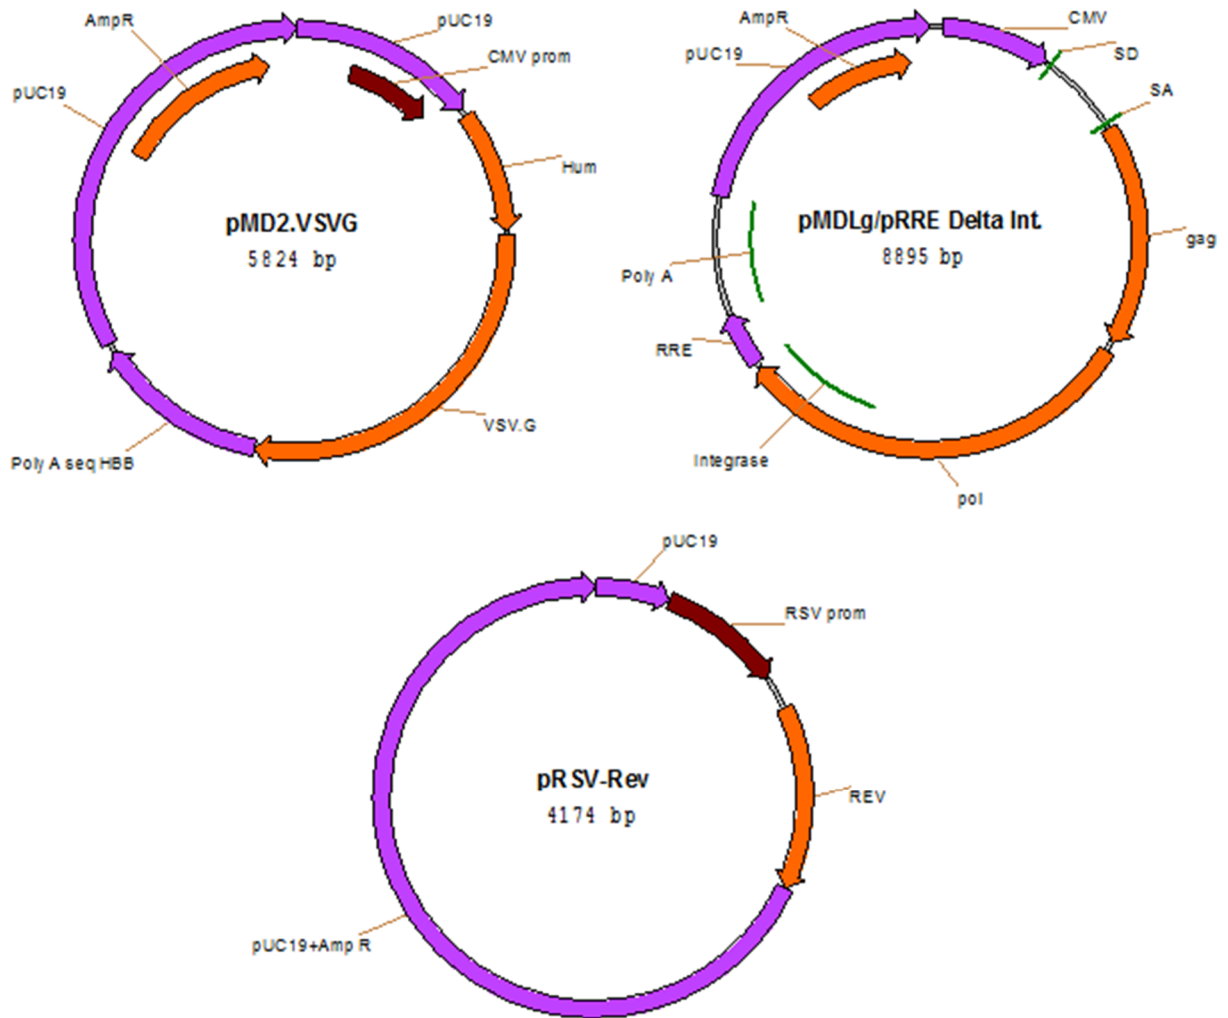 AmpR
pUC19
CMV prom
pUC19
Hum
pMD2.VSVG
5824 bp
VSV.G
Poly A seq HBB
AmpR
CMV
SD
pUC19
SA
pMDLg/pRRE Delta Int.
8895 bp
gag
Poly A
RRE
Integrase
pol
pUC19
RSV prom
pRSV-Rev
4174 bp
REV
pUC19+Amp R